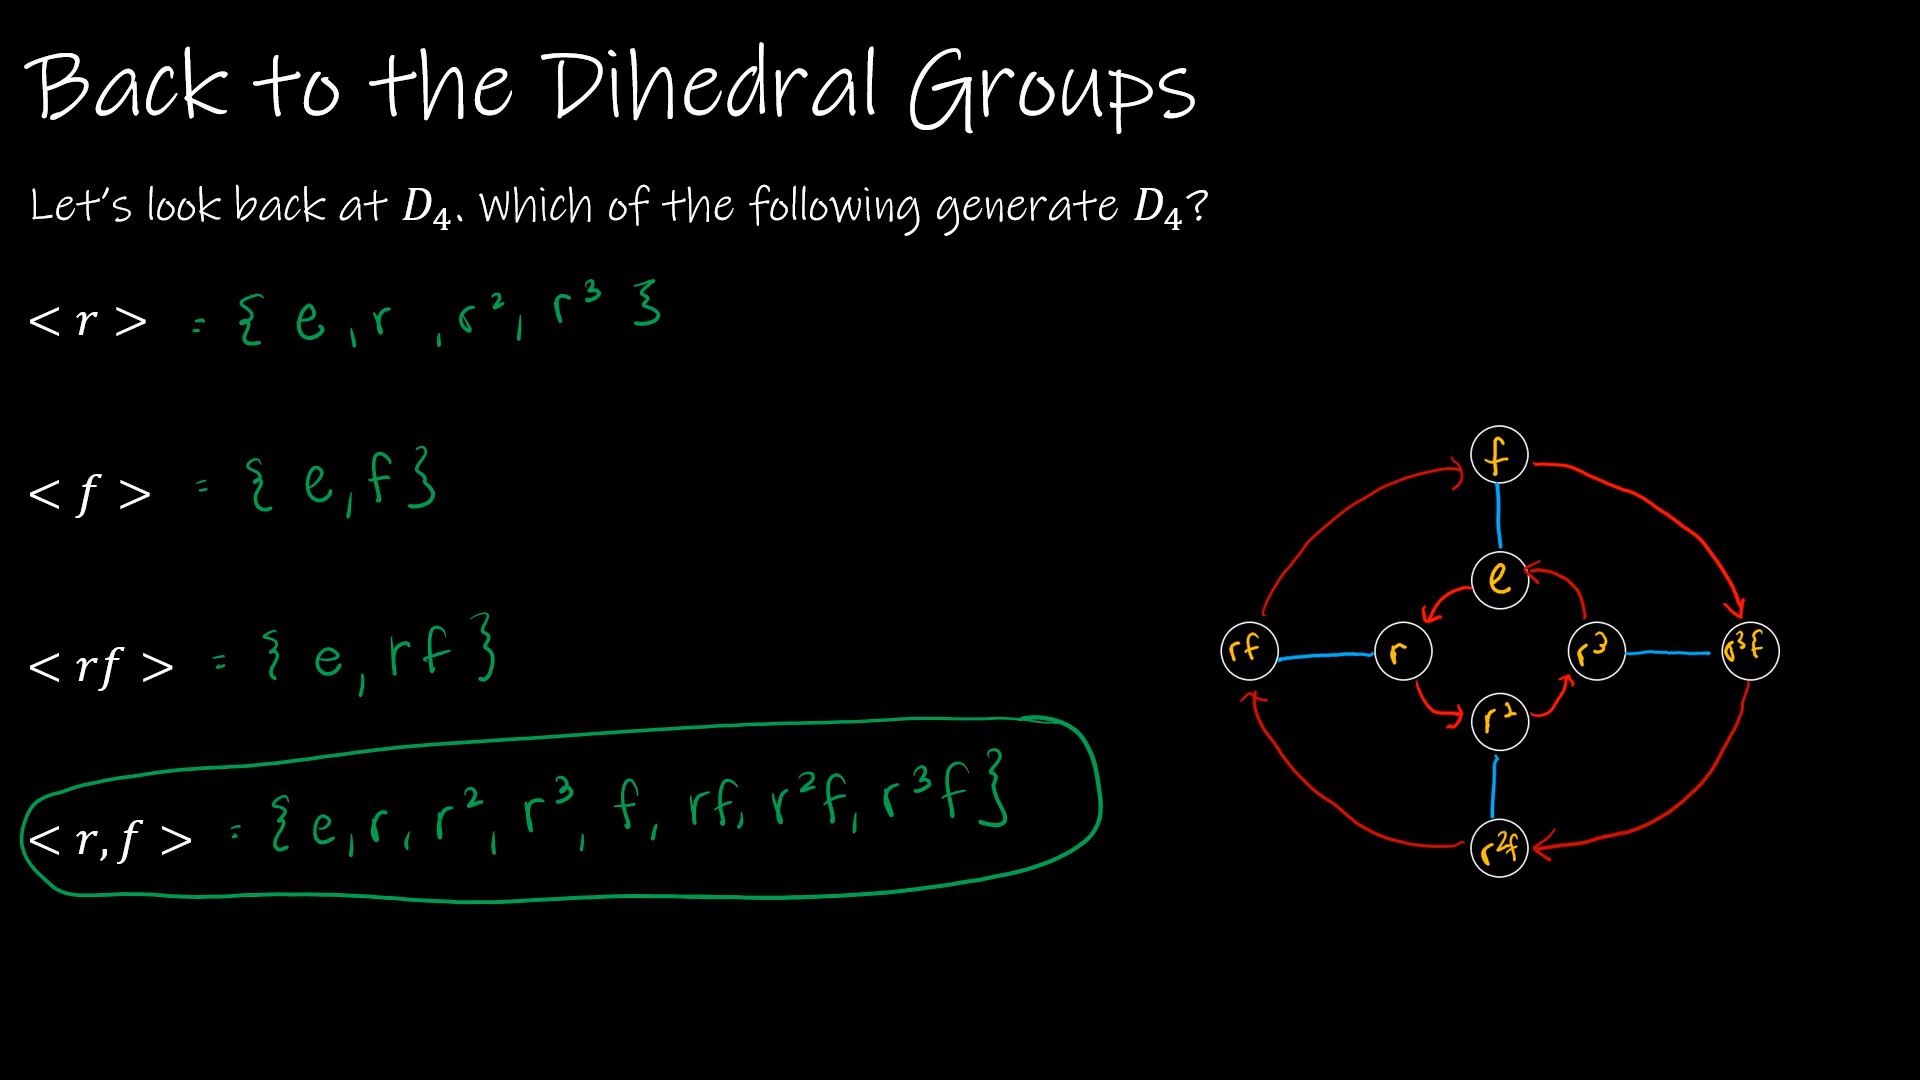 Back to the Dihedral Groups
Let's look back at D₄. Which of the following generate D₄?
< r > = { e, r, r², r³ }
< f > = { e, f }
< rf > = { e, rf }
< r, f > = { e, r, r², r³ f, rf, r²f, r³f }
f
e
rf r r³ r³f
r²
r²f